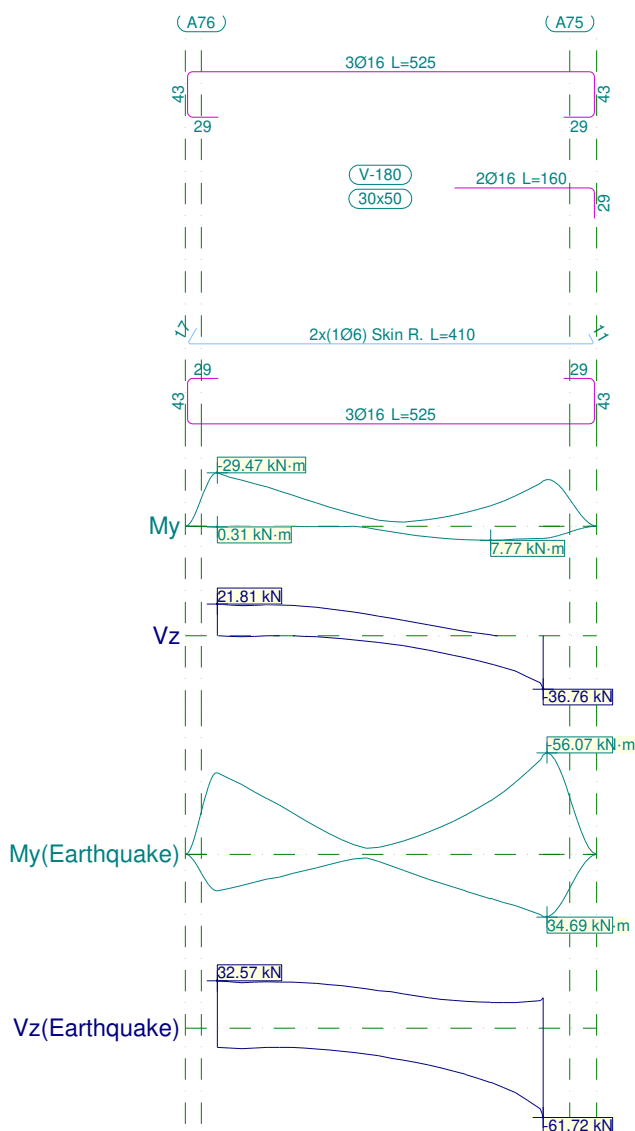 A76 A75
3Ø16 L=525
43 43
29 29
V-180 2Ø16 L=160
30x50 29
17 2x(1Ø6) Skin R. L=410 11
29 29
43 43
3Ø16 L=525
-29.47 kN·m
My
0.31 kN·m
7.77 kN·m
21.81 kN
Vz
-36.76 kN
-56.07 kN·m
My(Earthquake)
34.69 kN·m
32.57 kN
Vz(Earthquake)
-61.72 kN